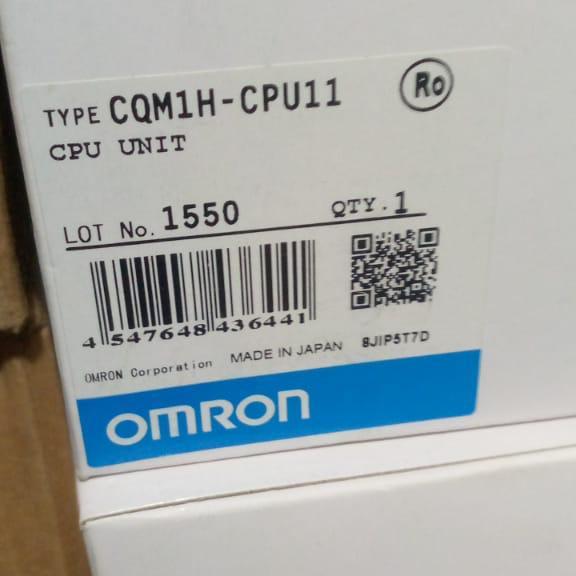 TYPE CQM1H-CPU11 Ro
CPU UNIT
LOT No. 1550 QTY. 1
4 547648 436441
OMRON Corporation MADE IN JAPAN 8JIP5T7D
OMRON